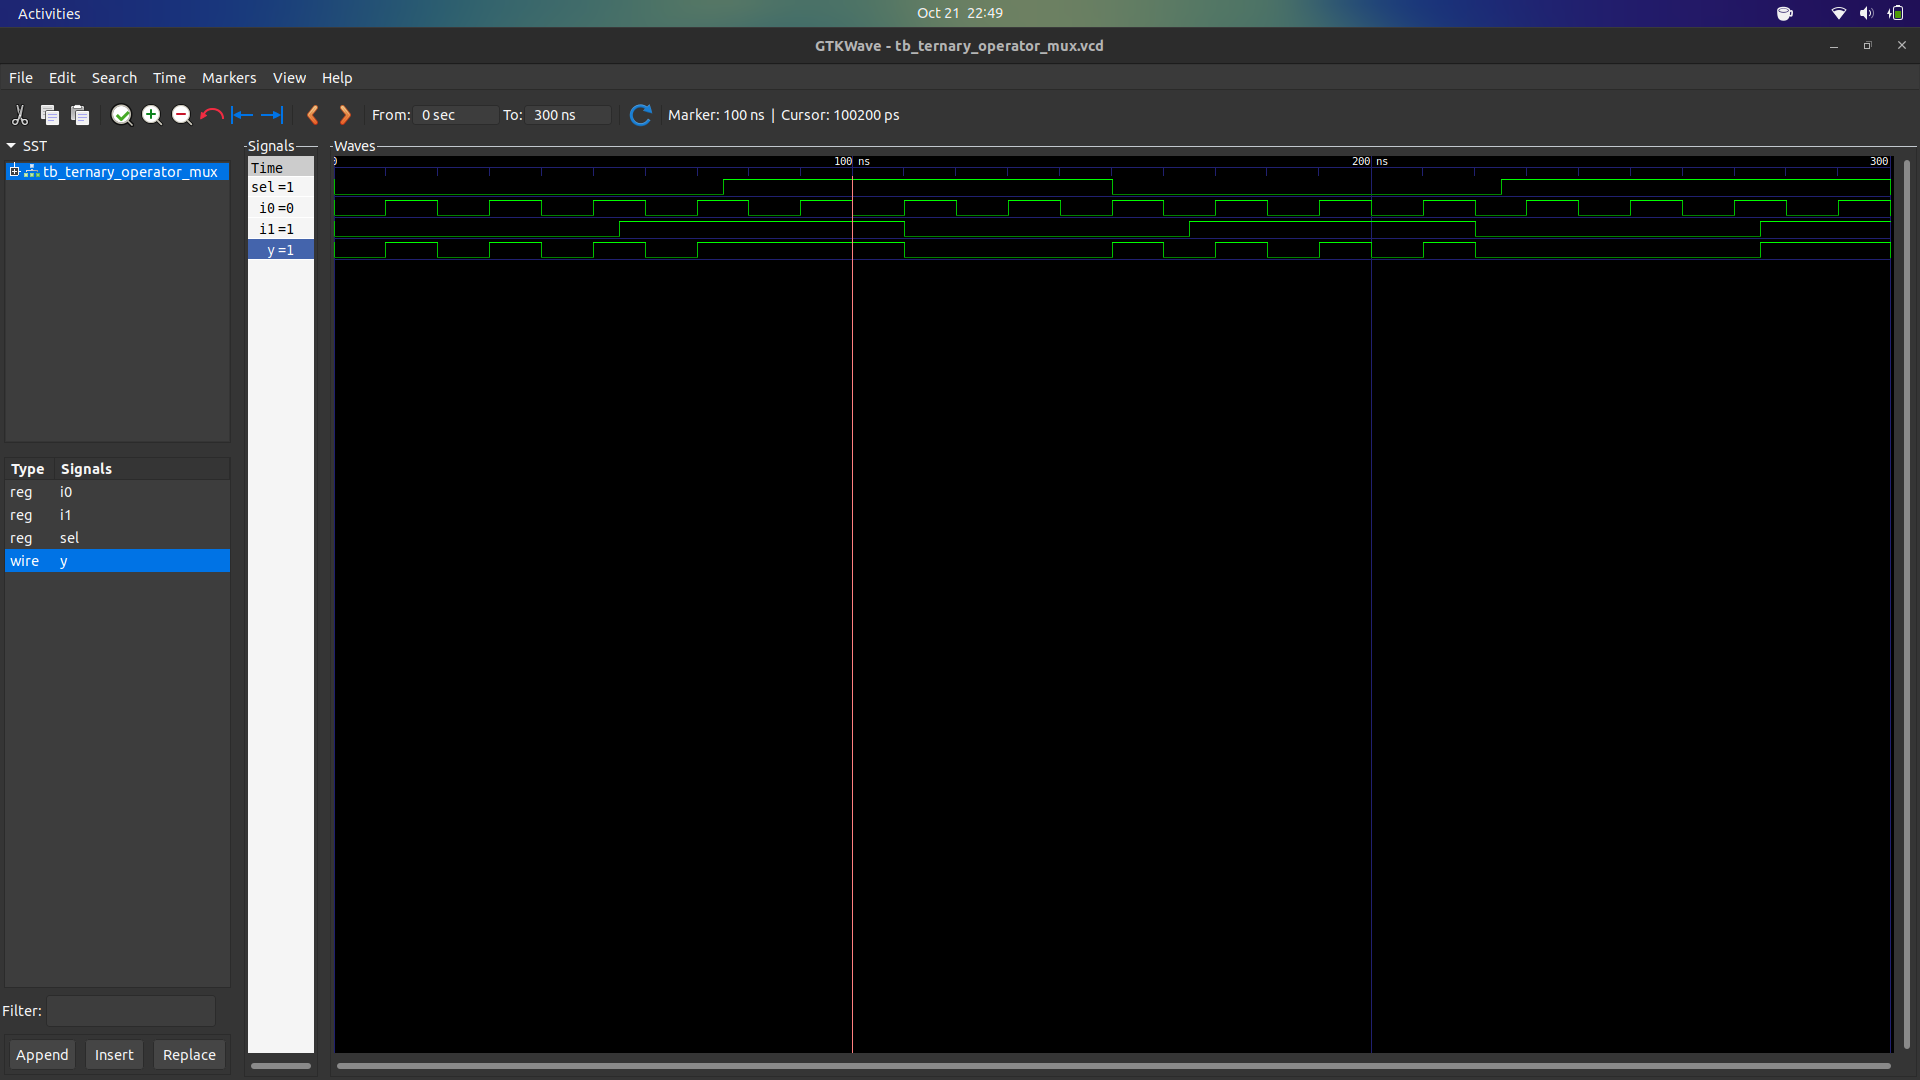 Activities
Oct 21 22:49
GTKWave - tb_ternary_operator_mux.vcd
File Edit Search Time Markers View Help
From: 0 sec To: 300 ns Marker: 100 ns | Cursor: 100200 ps
SST
tb_ternary_operator_mux
Type Signals
reg i0
reg i1
reg sel
wire y
Filter:
Append Insert Replace
Signals
Time
sel=1
i0=0
i1=1
y=1
Waves
0 100 ns 200 ns 300